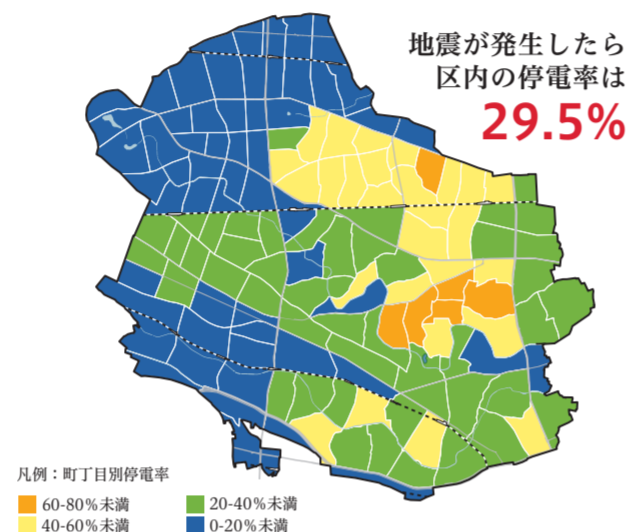 地震が発生したら
区内の停電率は
29.5%
凡例：町丁目別停電率
60-80%未満
20-40%未満
40-60%未満
0-20%未満